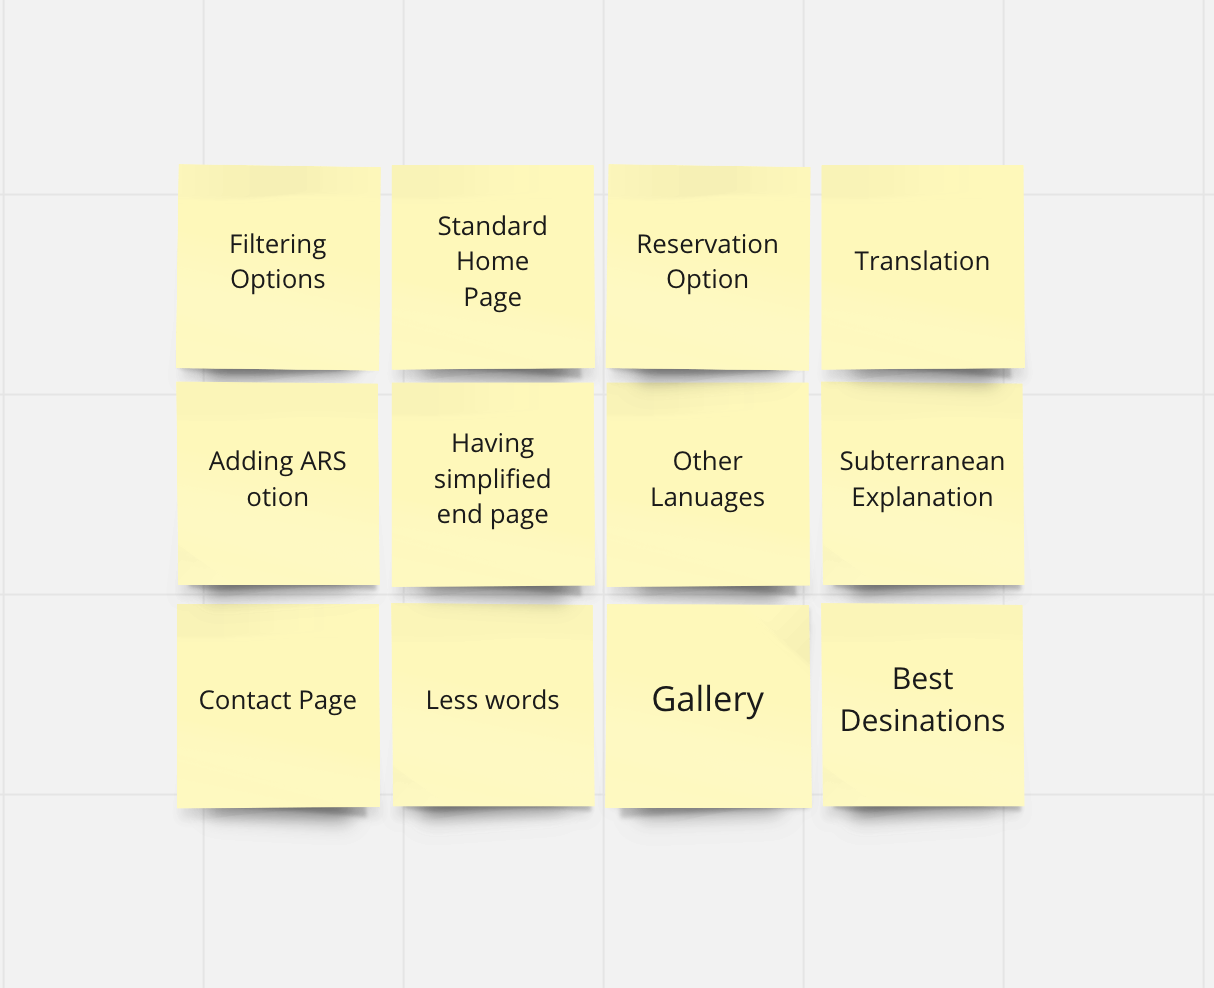 Filtering
Options
Standard
Home
Page
Reservation
Option
Translation
Adding ARS
otion
Having
simplified
end page
Other
Lanuages
Subterranean
Explanation
Contact Page
Less words
Gallery
Best
Desinations